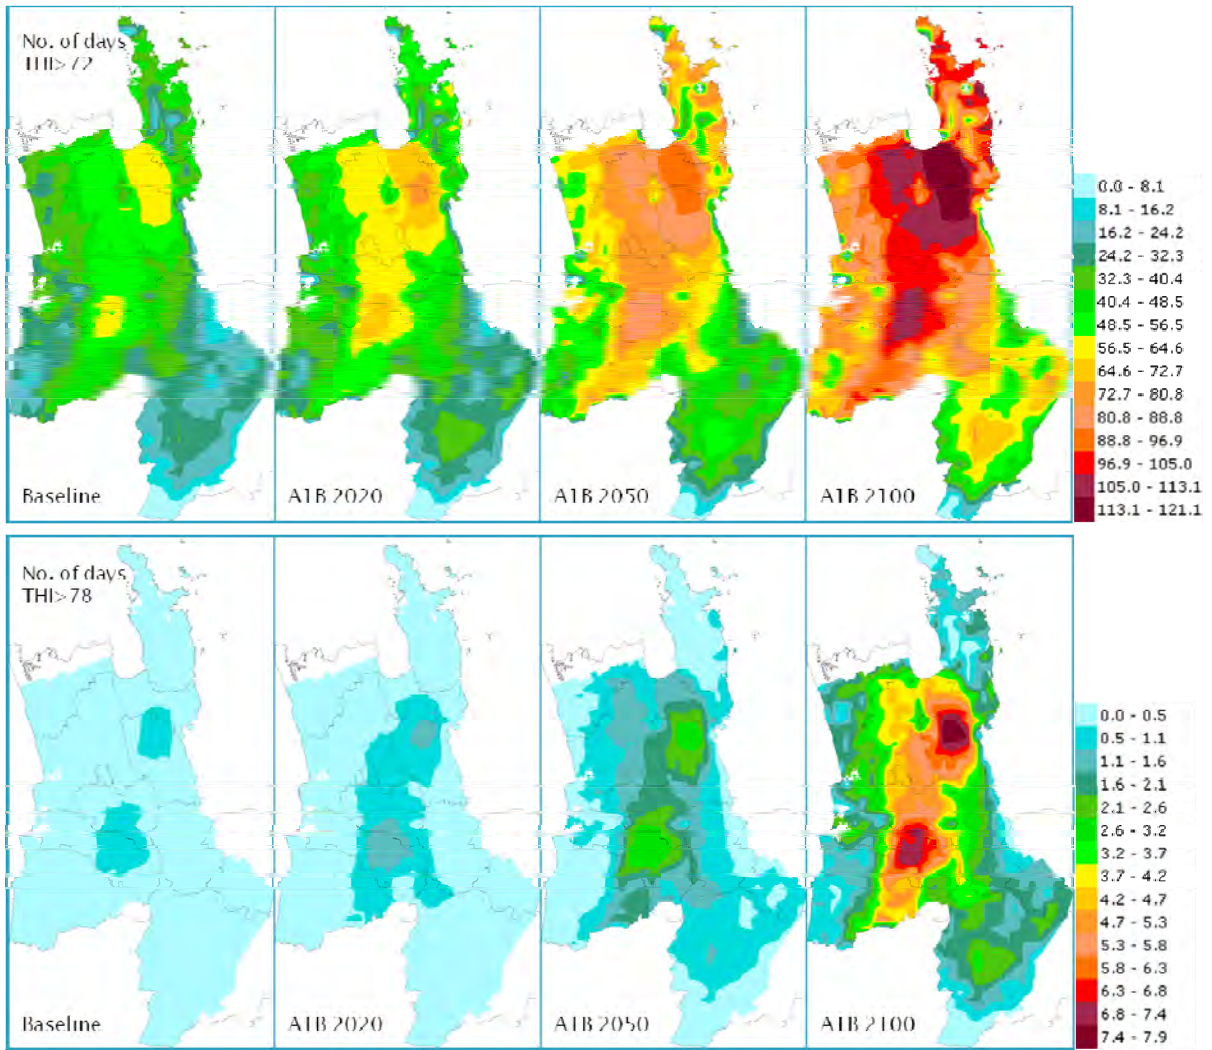 No. of days
THI>72
Baseline
A1B 2020
A1B 2050
A1B 2100
0.0 - 8.1
8.1 - 16.2
16.2 - 24.2
24.2 - 32.3
32.3 - 40.4
40.4 - 48.5
48.5 - 56.5
56.5 - 64.6
64.6 - 72.7
72.7 - 80.8
80.8 - 88.8
88.8 - 96.9
96.9 - 105.0
105.0 - 113.1
113.1 - 121.1
No. of days
THI>78
Baseline
A1B 2020
A1B 2050
A1B 2100
0.0 - 0.5
0.5 - 1.1
1.1 - 1.6
1.6 - 2.1
2.1 - 2.6
2.6 - 3.2
3.2 - 3.7
3.7 - 4.2
4.2 - 4.7
4.7 - 5.3
5.3 - 5.8
5.8 - 6.3
6.3 - 6.8
6.8 - 7.4
7.4 - 7.9